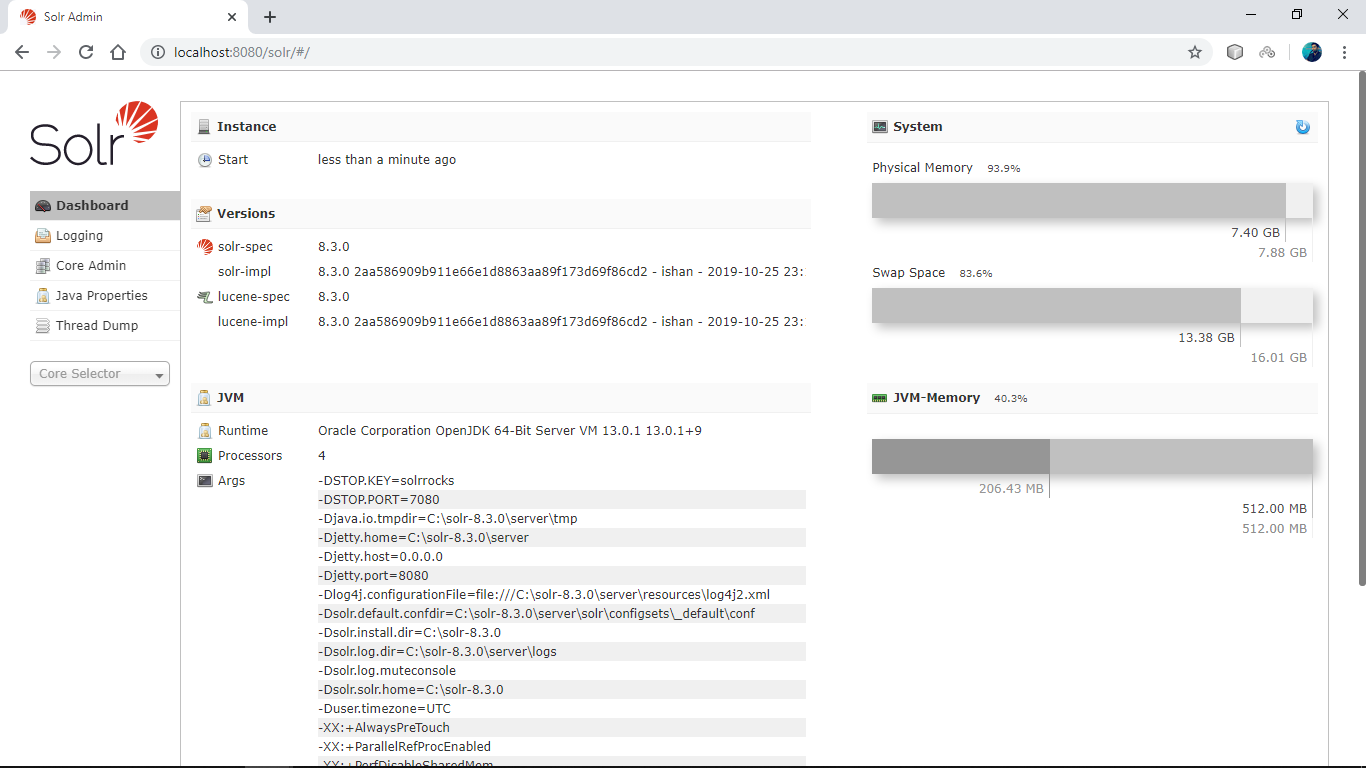 Solr Admin
localhost:8080/solr/#/
Solr
Dashboard
Logging
Core Admin
Java Properties
Thread Dump
Core Selector
Instance
Start less than a minute ago
Versions
solr-spec 8.3.0
solr-impl 8.3.0 2aa586909b911e66e1d8863aa89f173d69f86cd2 - ishan - 2019-10-25 23:
lucene-spec 8.3.0
lucene-impl 8.3.0 2aa586909b911e66e1d8863aa89f173d69f86cd2 - ishan - 2019-10-25 23:
JVM
Runtime Oracle Corporation OpenJDK 64-Bit Server VM 13.0.1 13.0.1+9
Processors 4
Args -DSTOP.KEY=solrrocks
-DSTOP.PORT=7080
-Djava.io.tmpdir=C:\solr-8.3.0\server\tmp
-Djetty.home=C:\solr-8.3.0\server
-Djetty.host=0.0.0.0
-Djetty.port=8080
-Dlog4j.configurationFile=file:///C:\solr-8.3.0\server\resources\log4j2.xml
-Dsolr.default.confdir=C:\solr-8.3.0\server\solr\configsets\_default\conf
-Dsolr.install.dir=C:\solr-8.3.0
-Dsolr.log.dir=C:\solr-8.3.0\server\logs
-Dsolr.log.muteconsole
-Dsolr.solr.home=C:\solr-8.3.0
-Duser.timezone=UTC
-XX:+AlwaysPreTouch
-XX:+ParallelRefProcEnabled
-XX:+PerfDisableSharedMem
System
Physical Memory 93.9%
7.40 GB
7.88 GB
Swap Space 83.6%
13.38 GB
16.01 GB
JVM-Memory 40.3%
206.43 MB
512.00 MB
512.00 MB